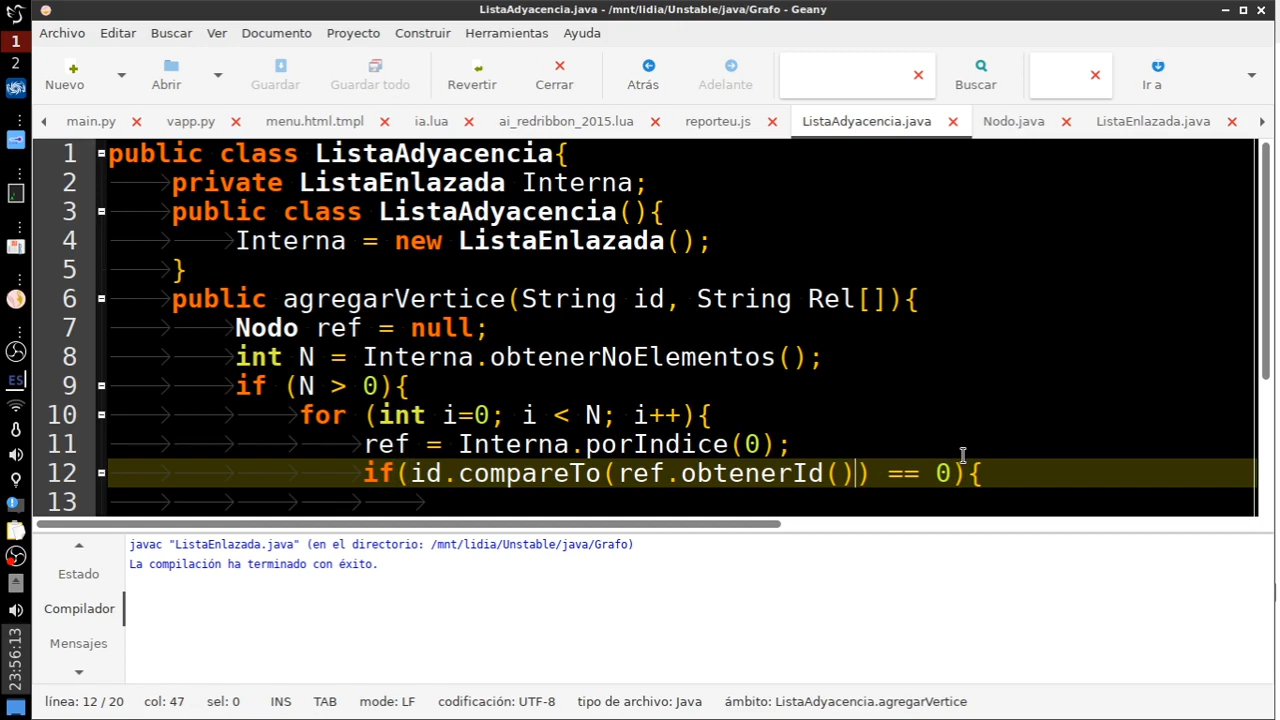 ListaAdyacencia.java - /mnt/lidia/Unstable/java/Grafo - Geany
Archivo Editar Buscar Ver Documento Proyecto Construir Herramientas Ayuda
Nuevo Abrir Guardar Guardar todo Revertir Cerrar Atrás Adelante Buscar Ir a
main.py vapp.py menu.html.tmpl ia.lua ai_redribbon_2015.lua reporteu.js ListaAdyacencia.java Nodo.java ListaEnlazada.java
1 public class ListaAdyacencia{
2 private ListaEnlazada Interna;
3 public class ListaAdyacencia(){
4 Interna = new ListaEnlazada();
5 }
6 public agregarVertice(String id, String Rel[]){
7 Nodo ref = null;
8 int N = Interna.obtenerNoElementos();
9 if (N > 0){
10 for (int i=0; i < N; i++){
11 ref = Interna.porIndice(0);
12 if(id.compareTo(ref.obtenerId()) == 0){
13
1
2
ES
23:56:13
Estado
Compilador
Mensajes
javac "ListaEnlazada.java" (en el directorio: /mnt/lidia/Unstable/java/Grafo)
La compilación ha terminado con éxito.
línea: 12 / 20 col: 47 sel: 0 INS TAB mode: LF codificación: UTF-8 tipo de archivo: Java ámbito: ListaAdyacencia.agregarVertice